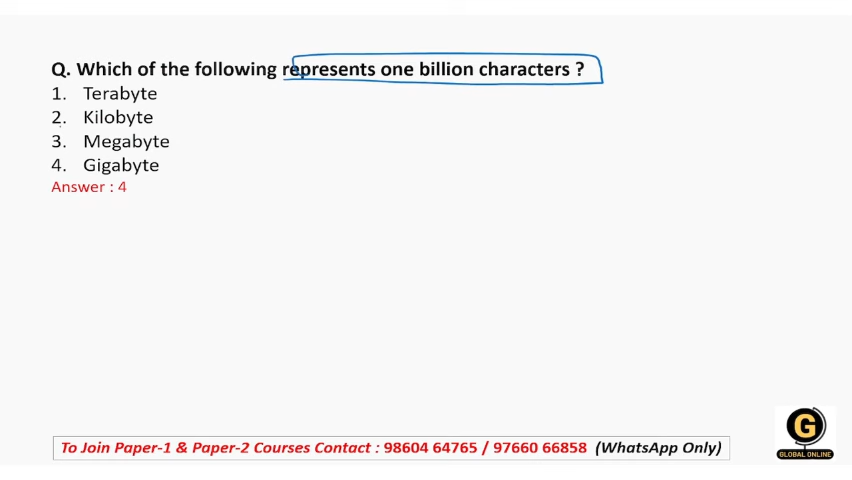 Q. Which of the following represents one billion characters ?
1. Terabyte
2. Kilobyte
3. Megabyte
4. Gigabyte
Answer : 4
G
GLOBAL ONLINE
To Join Paper-1 & Paper-2 Courses Contact : 98604 64765 / 97660 66858 (WhatsApp Only)